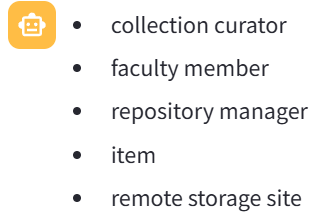 • collection curator
• faculty member
• repository manager
• item
• remote storage site